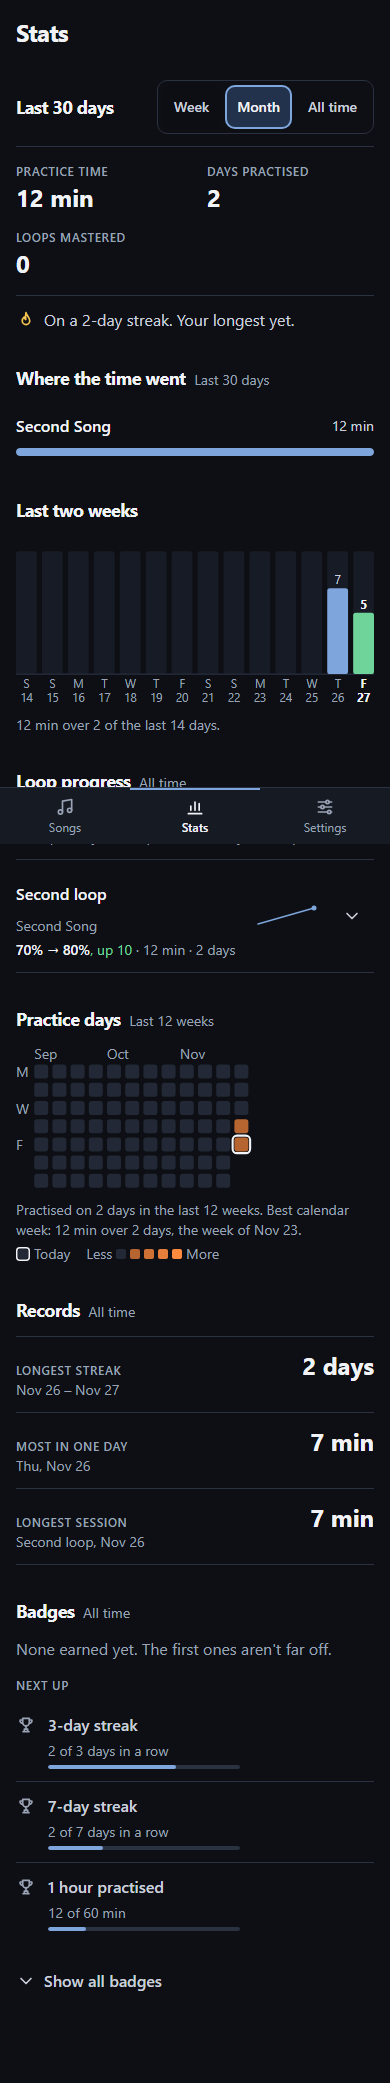 Stats
Last 30 days
Week Month All time
PRACTICE TIME DAYS PRACTISED
12 min 2
LOOPS MASTERED
0
On a 2-day streak. Your longest yet.
Where the time went Last 30 days
Second Song 12 min
Last two weeks
7
5
S S M T W T F S S M T W T F
14 15 16 17 18 19 20 21 22 23 24 25 26 27
12 min over 2 of the last 14 days.
Loop progress All time
Songs Stats Settings
Second loop
Second Song
70% → 80%, up 10 · 12 min · 2 days
Practice days Last 12 weeks
Sep Oct Nov
M
W
F
Practised on 2 days in the last 12 weeks. Best calendar
week: 12 min over 2 days, the week of Nov 23.
Today Less More
Records All time
LONGEST STREAK 2 days
Nov 26 – Nov 27
MOST IN ONE DAY 7 min
Thu, Nov 26
LONGEST SESSION 7 min
Second loop, Nov 26
Badges All time
None earned yet. The first ones aren't far off.
NEXT UP
3-day streak
2 of 3 days in a row
7-day streak
2 of 7 days in a row
1 hour practised
12 of 60 min
Show all badges